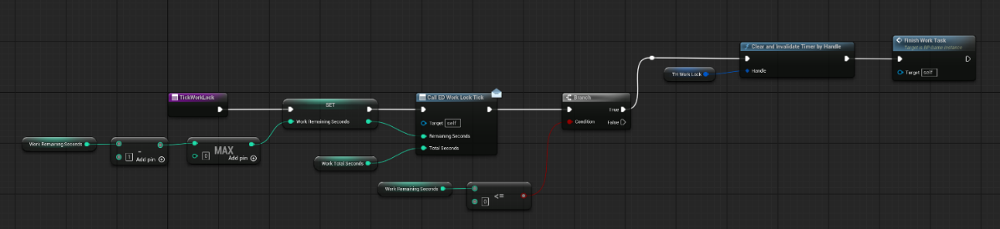 Clear and Invalidate Timer by Handle
Handle
TH Work Lock
Finish Work Task
Target is BP Game Instance
Target self
TickWorkLock
SET
Work Remaining Seconds
Call ED Work Lock Tick
Target self
Remaining Seconds
Total Seconds
Branch
True
Condition False
Work Remaining Seconds
-
1 Add pin
MAX
0 Add pin
Work Total Seconds
Work Remaining Seconds
<=
0